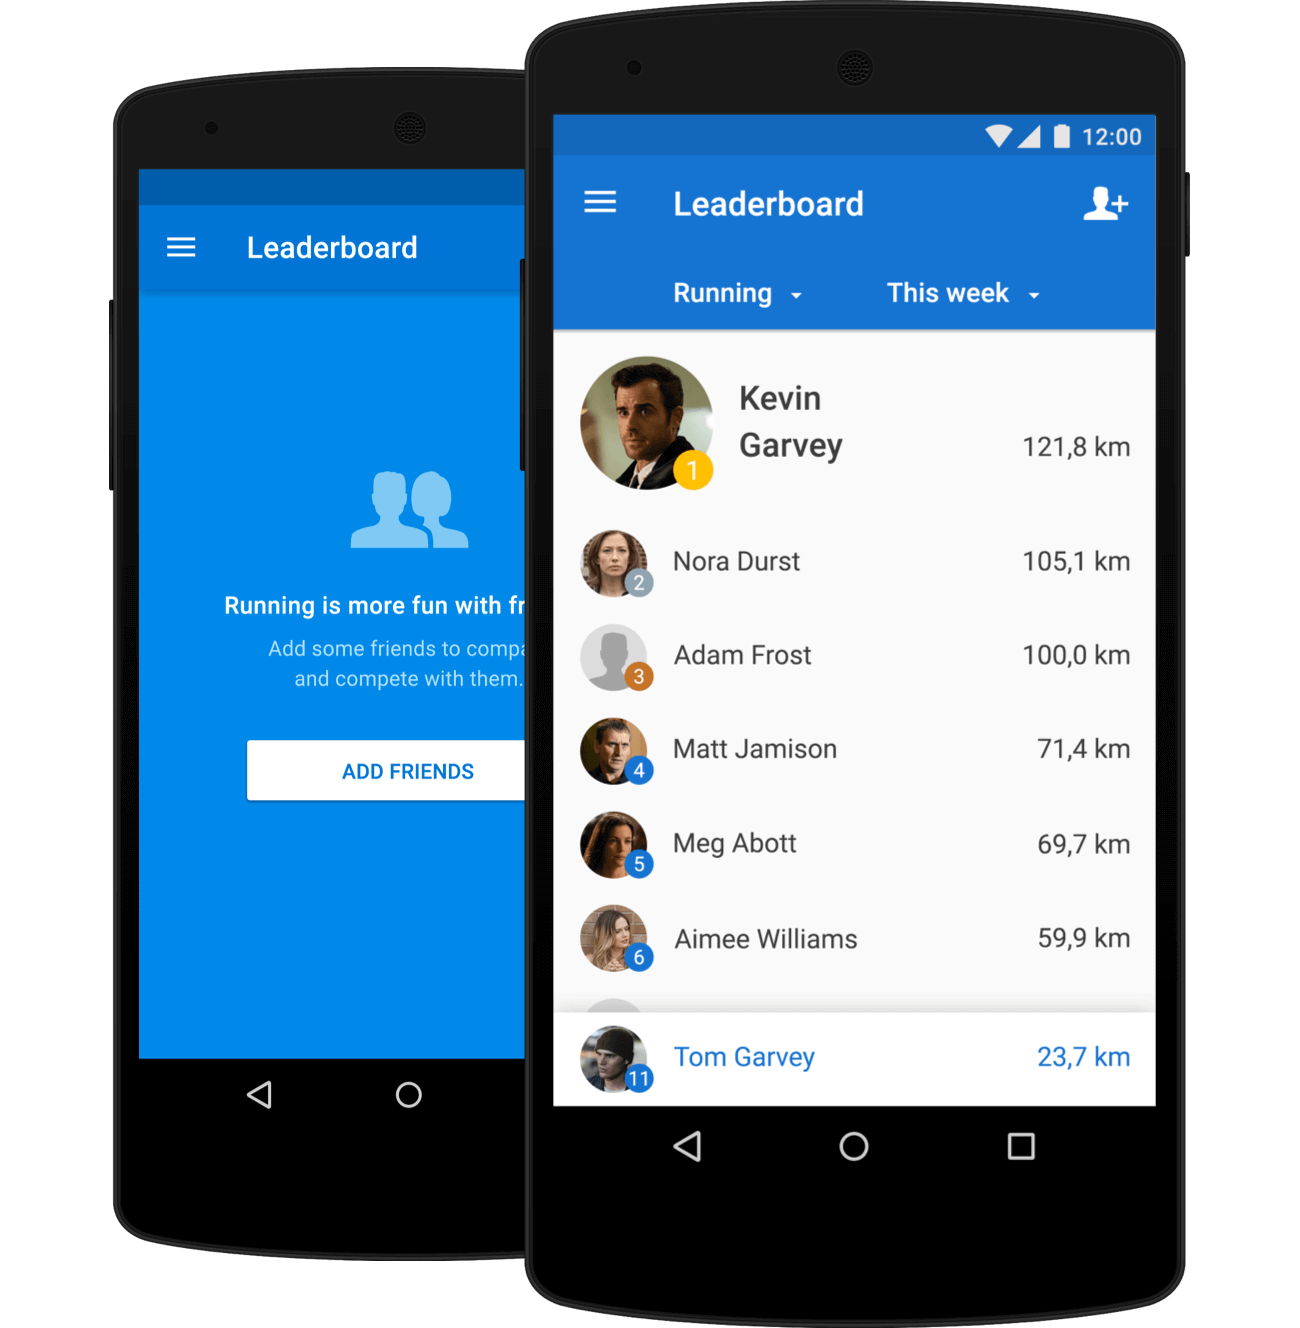 Leaderboard
Running is more fun with
Add some friends to
and compete with them.
ADD FRIENDS
12:00
Leaderboard
Running
This week
Kevin
Garvey
121,8 km
1
Nora Durst
105,1 km
2
Adam Frost
100,0 km
3
Matt Jamison
71,4 km
4
Meg Abott
69,7 km
5
Aimee Williams
59,9 km
6
Tom Garvey
23,7 km
11